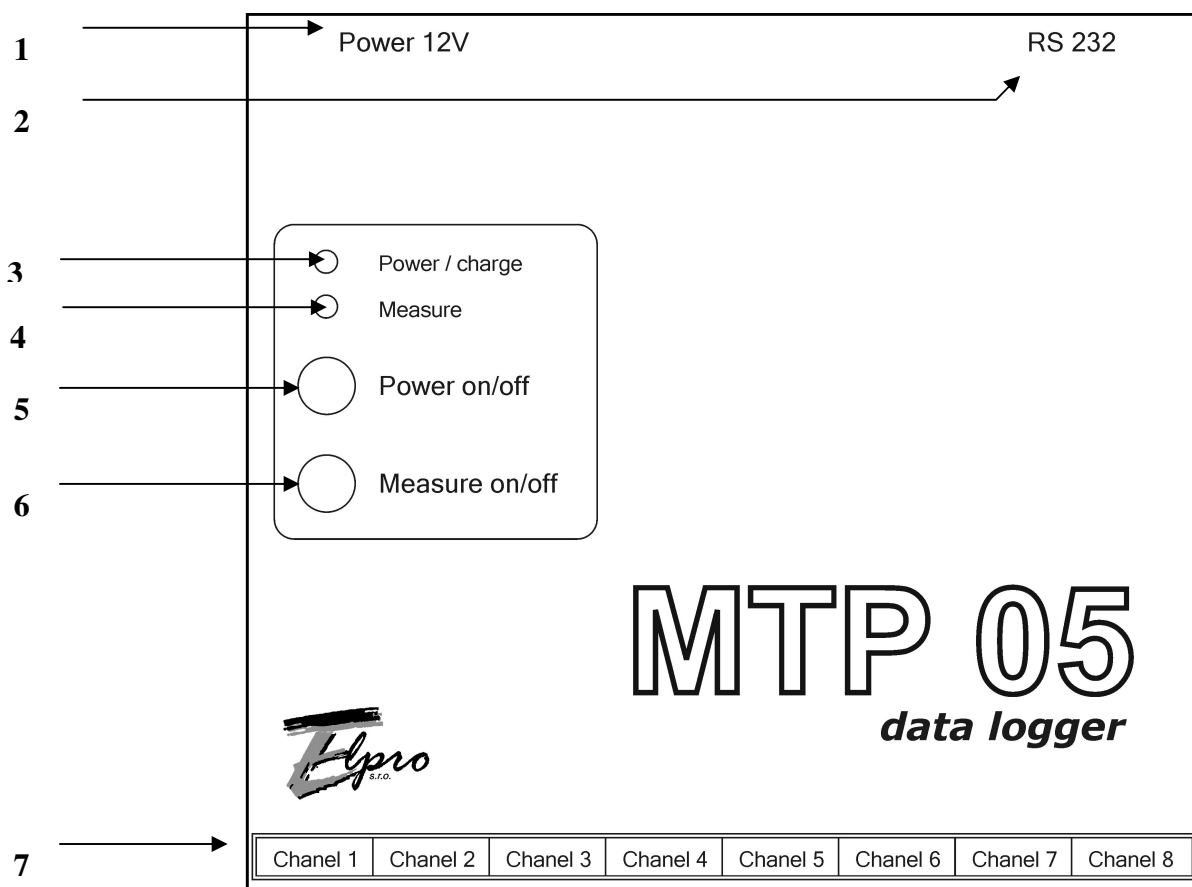 1 Power 12V RS 232
2
3 Power / charge
4 Measure
5 Power on/off
6 Measure on/off
MTP 05
data logger
Elpro
s.r.o.
7 Chanel 1 Chanel 2 Chanel 3 Chanel 4 Chanel 5 Chanel 6 Chanel 7 Chanel 8